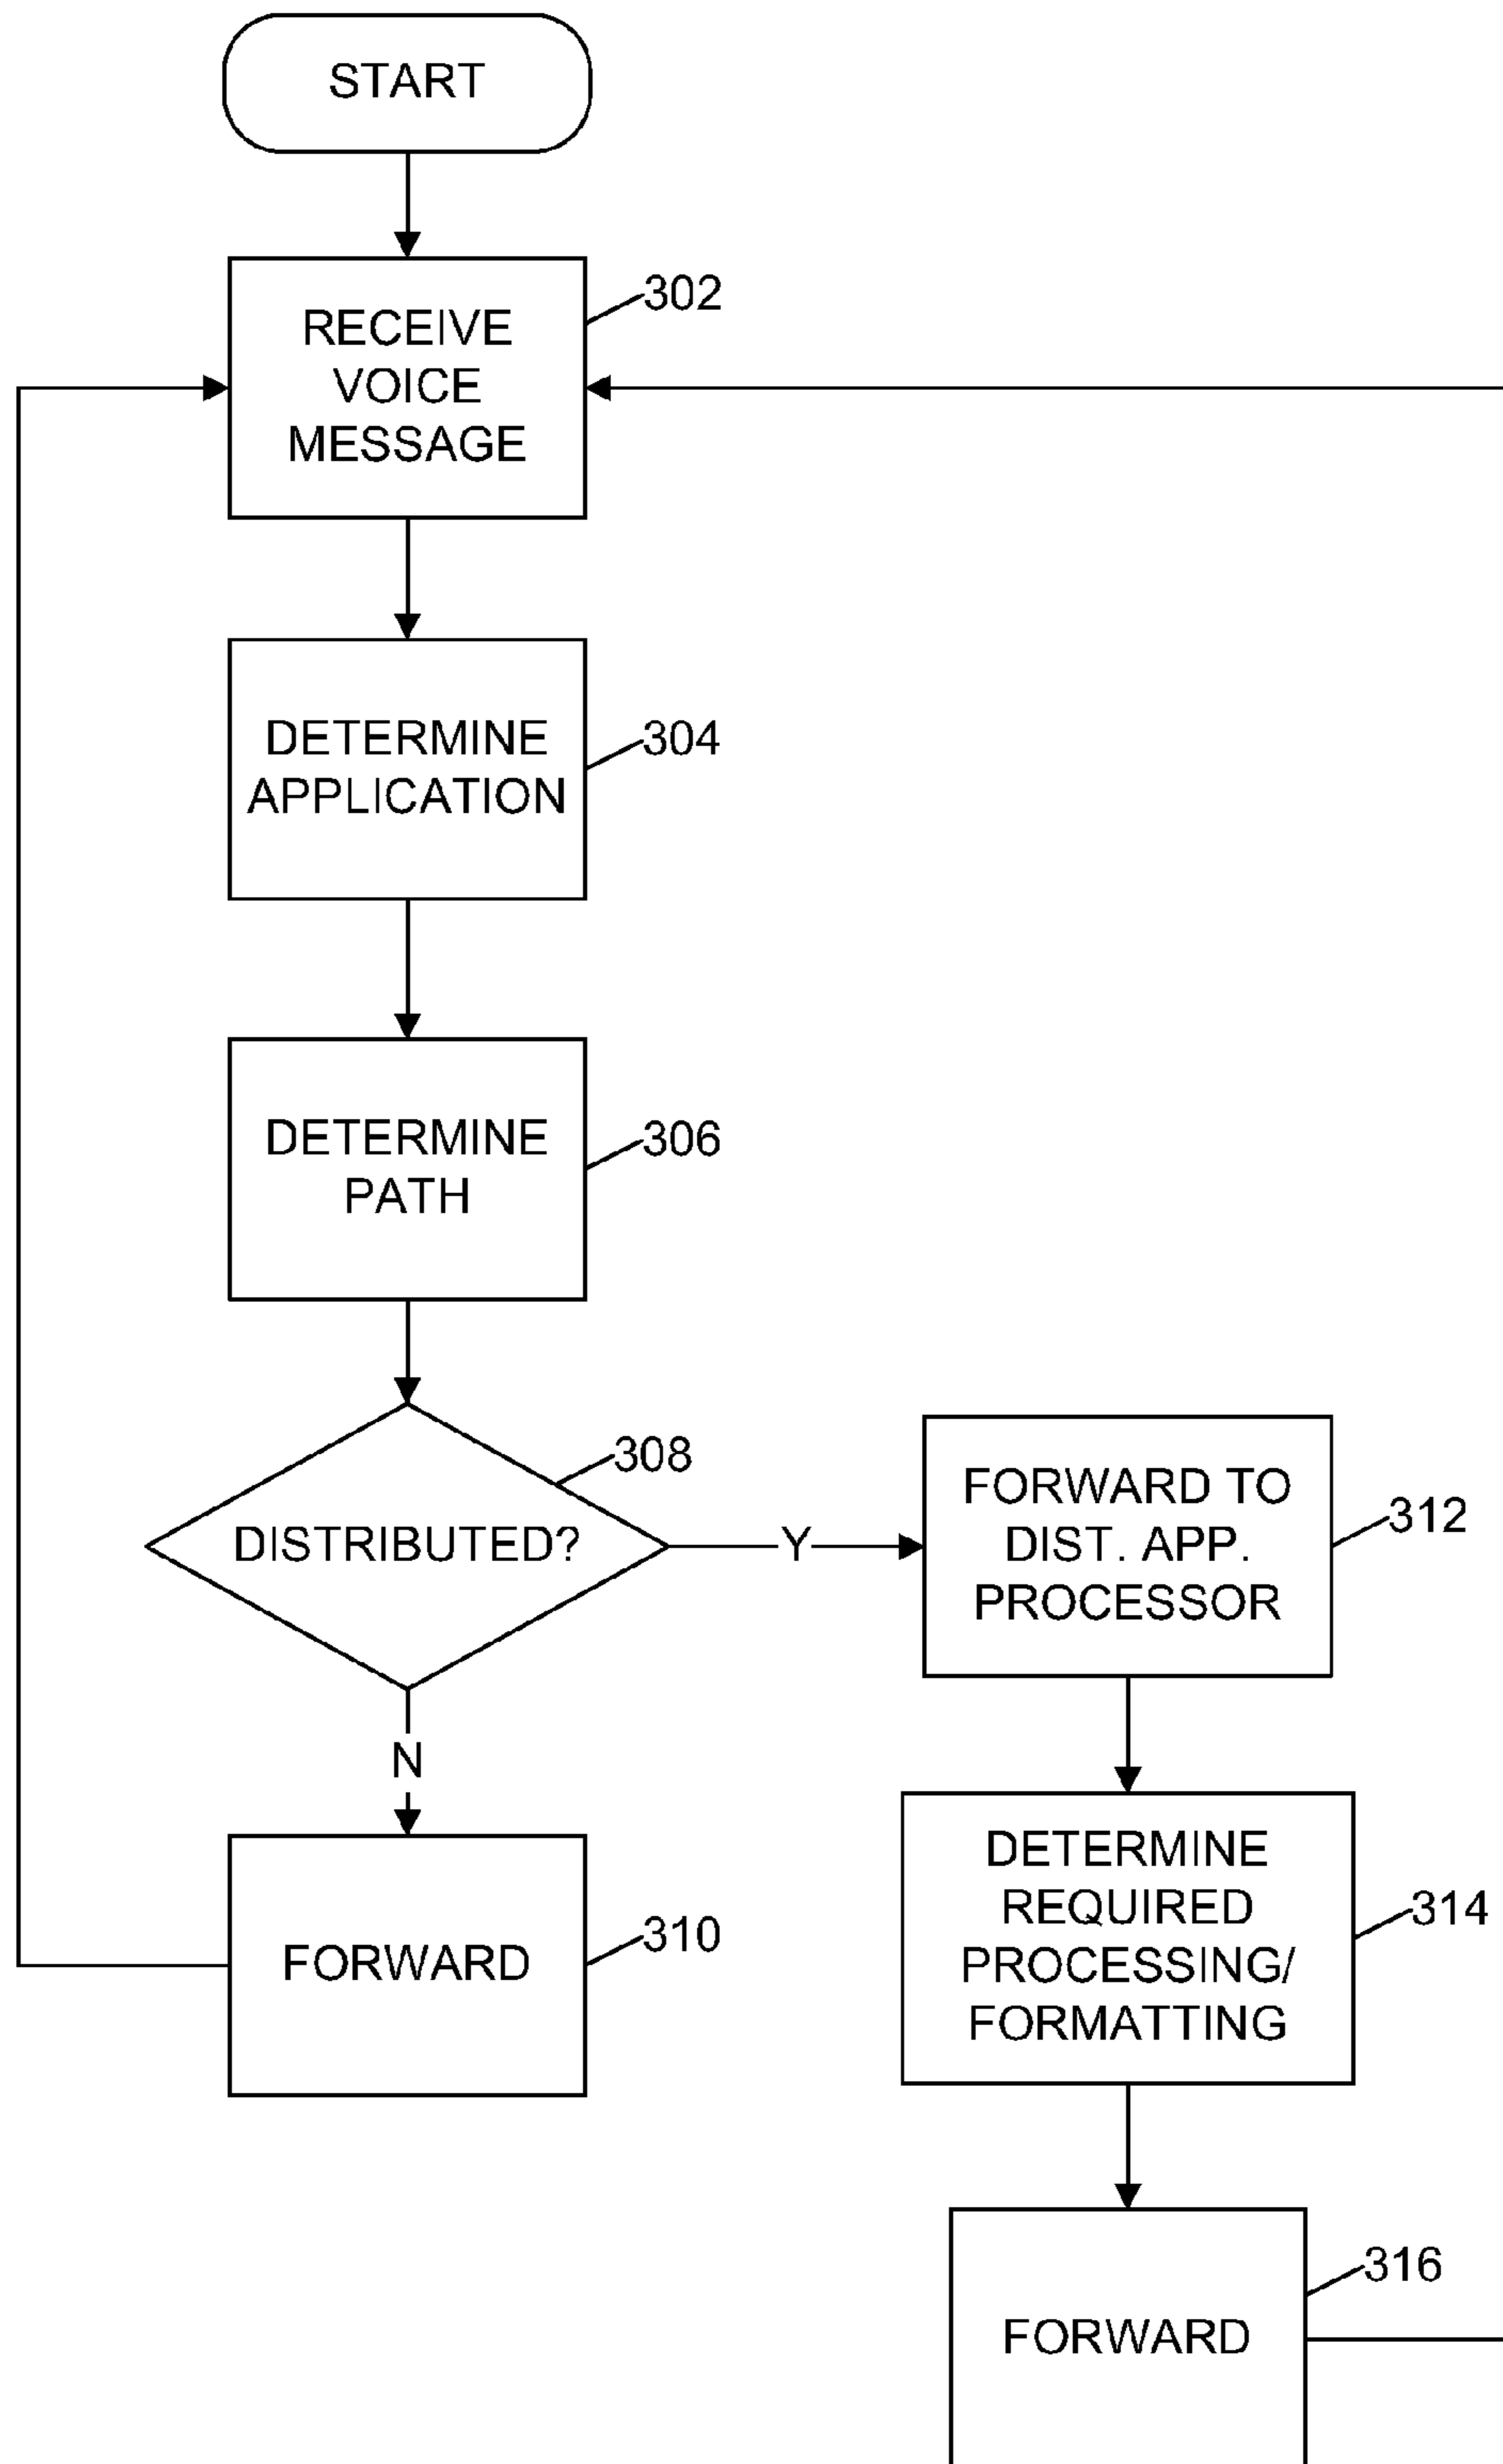 START
RECEIVE
VOICE
MESSAGE
302
DETERMINE
APPLICATION
304
DETERMINE
PATH
306
DISTRIBUTED?
308
Y
N
FORWARD
310
FORWARD TO
DIST. APP.
PROCESSOR
312
DETERMINE
REQUIRED
PROCESSING/
FORMATTING
314
FORWARD
316